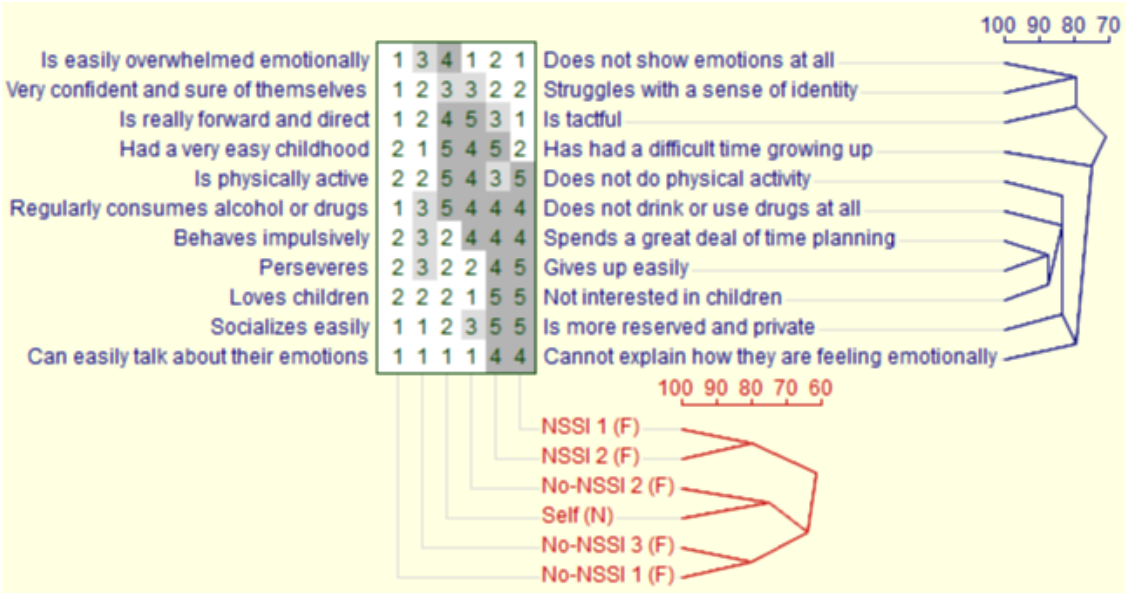 100 90 80 70
Is easily overwhelmed emotionally 1 3 4 1 2 1 Does not show emotions at all
Very confident and sure of themselves 1 2 3 3 2 2 Struggles with a sense of identity
Is really forward and direct 1 2 4 5 3 1 Is tactful
Had a very easy childhood 2 1 5 4 5 2 Has had a difficult time growing up
Is physically active 2 2 5 4 3 5 Does not do physical activity
Regularly consumes alcohol or drugs 1 3 5 4 4 4 Does not drink or use drugs at all
Behaves impulsively 2 3 2 4 4 4 Spends a great deal of time planning
Perseveres 2 3 2 2 4 5 Gives up easily
Loves children 2 2 2 1 5 5 Not interested in children
Socializes easily 1 1 2 3 5 5 Is more reserved and private
Can easily talk about their emotions 1 1 1 1 4 4 Cannot explain how they are feeling emotionally
100 90 80 70 60
NSSI 1 (F)
NSSI 2 (F)
No-NSSI 2 (F)
Self (N)
No-NSSI 3 (F)
No-NSSI 1 (F)